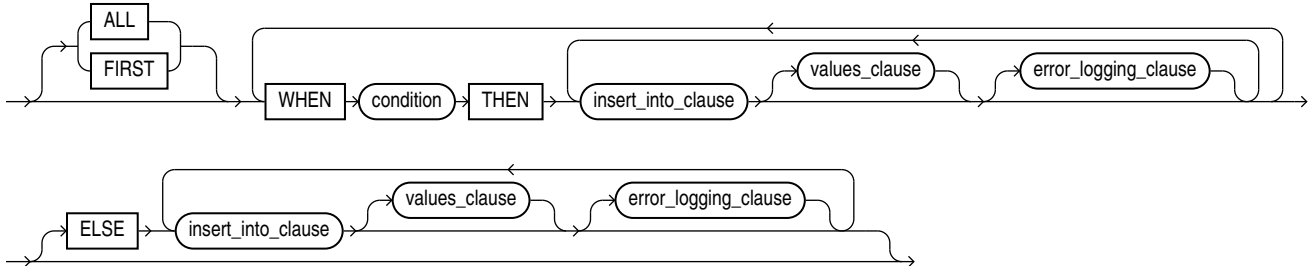 ALL
FIRST
WHEN condition THEN insert_into_clause values_clause error_logging_clause
ELSE insert_into_clause values_clause error_logging_clause